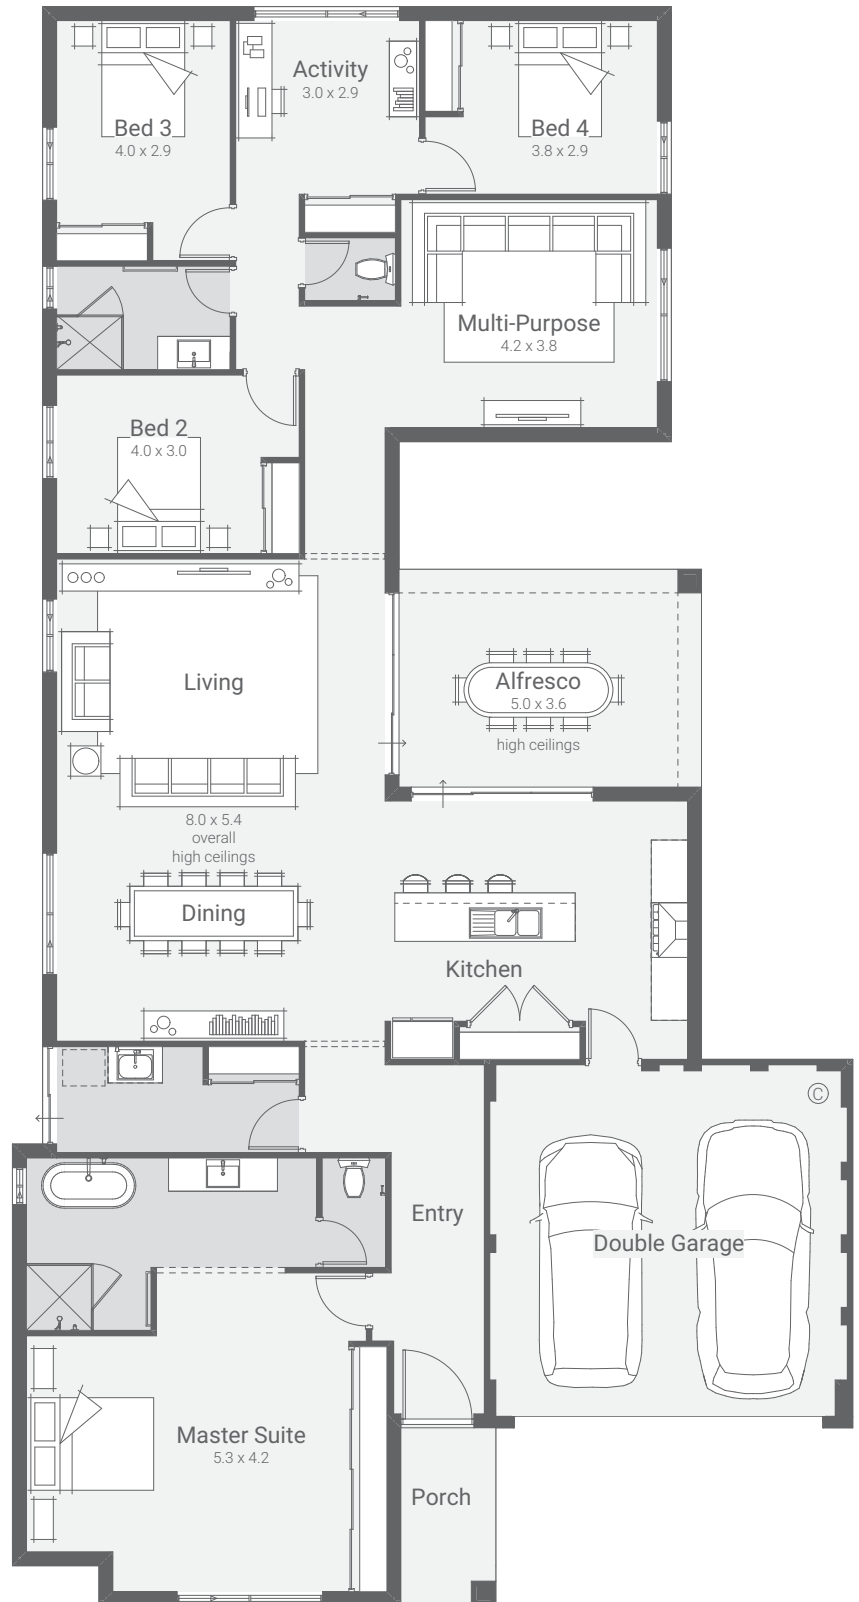 Activity
3.0 x 2.9
Bed 3
4.0 x 2.9
Bed 4
3.8 x 2.9
Multi-Purpose
4.2 x 3.8
Bed 2
4.0 x 3.0
Living
Alfresco
5.0 x 3.6
high ceilings
8.0 x 5.4
overall
high ceilings
Dining
Kitchen
C
Entry
Double Garage
Master Suite
5.3 x 4.2
Porch